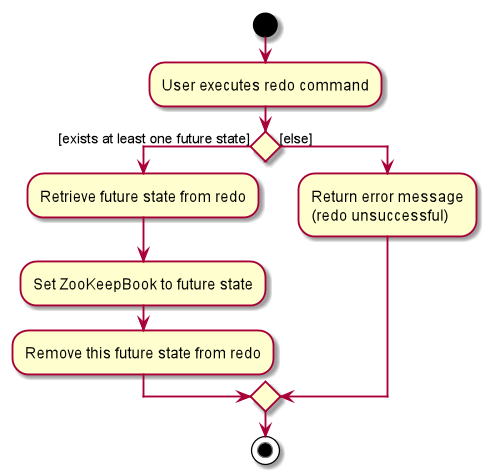 User executes redo command
[exists at least one future state]
[else]
Retrieve future state from redo
Return error message
(redo unsuccessful)
Set ZooKeepBook to future state
Remove this future state from redo